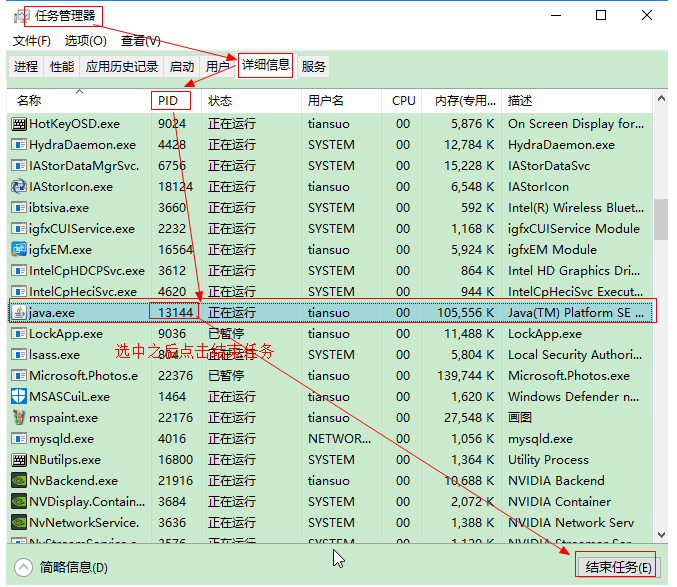 任务管理器
文件(F) 选项(O) 查看(V)
进程 性能 应用历史记录 启动 用户 详细信息 服务
名称 PID 状态 用户名 CPU 内存(专用... 描述
HotKeyOSD.exe 9024 正在运行 tiansuo 00 5,876 K On Screen Display for...
HydraDaemon.exe 4428 正在运行 SYSTEM 00 12,784 K HydraDaemon.exe
IAStorDataMgrSvc. 6756 正在运行 SYSTEM 00 15,228 K IAStorDataSvc
IAStorIcon.exe 18124 正在运行 tiansuo 00 6,548 K IAStorIcon
ibtsiva.exe 3660 正在运行 SYSTEM 00 592 K Intel(R) Wireless Bluet...
igfxCUIService.exe 2232 正在运行 SYSTEM 00 1,168 K igfxCUIService Module
igfxEM.exe 16564 正在运行 tiansuo 00 5,924 K igfxEM Module
IntelCpHDCPSvc.exe 3612 正在运行 SYSTEM 00 864 K Intel HD Graphics Dri...
IntelCpHeciSvc.exe 4620 正在运行 SYSTEM 00 944 K IntelCpHeciSvc Execut...
java.exe 13144 正在运行 tiansuo 00 105,556 K Java(TM) Platform SE ...
LockApp.exe 9036 已暂停 tiansuo 00 11,488 K LockApp.exe
选中之后点击结束任务
lsass.exe 804 正在运行 SYSTEM 00 5,804 K Local Security Authori...
Microsoft.Photos.e 22376 已暂停 tiansuo 00 139,744 K Microsoft.Photos.exe
MSASCuiL.exe 1464 正在运行 tiansuo 00 1,620 K Windows Defender n...
mspaint.exe 22176 正在运行 tiansuo 00 27,548 K 画图
mysqld.exe 4016 正在运行 NETWOR... 00 1,056 K mysqld.exe
NButilps.exe 16800 正在运行 SYSTEM 00 1,364 K Utility Process
NvBackend.exe 21916 正在运行 tiansuo 00 10,688 K NVIDIA Backend
NVDisplay.Contain... 3684 正在运行 SYSTEM 00 2,072 K NVIDIA Container
NvNetworkService. 3636 正在运行 SYSTEM 00 1,388 K NVIDIA Network Serv
简略信息(D) 结束任务(E)